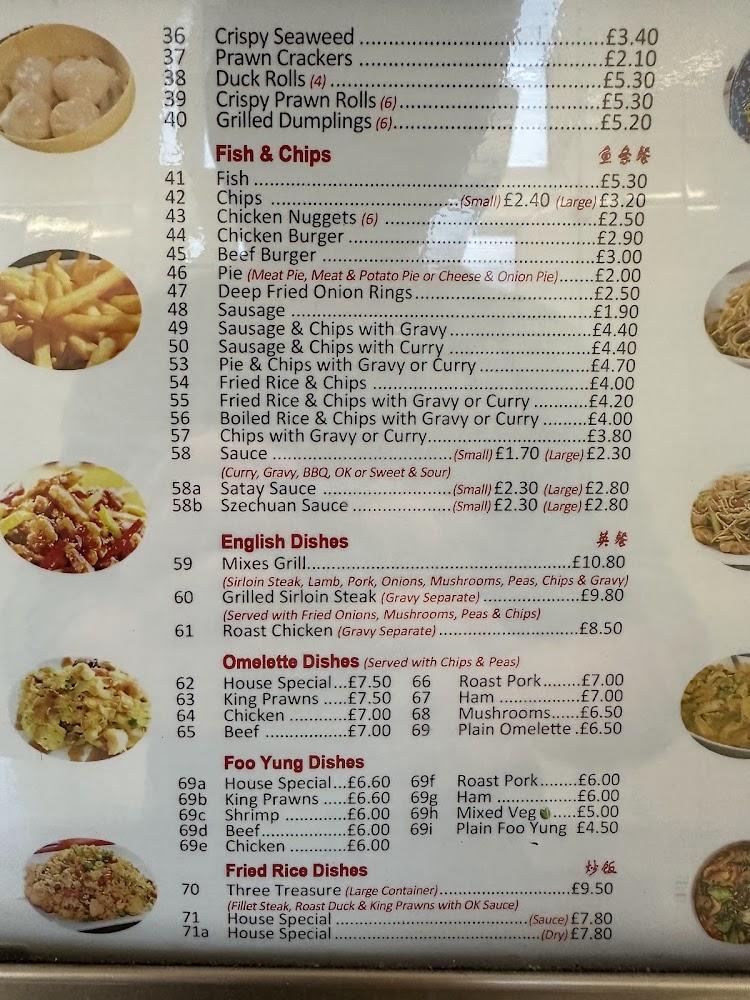 36 Crispy Seaweed ........ £3.40
37 Prawn Crackers ........ £2.10
38 Duck Rolls (4) ........ £5.30
39 Crispy Prawn Rolls (6) ........ £5.30
40 Grilled Dumplings (6) ........ £5.20
Fish & Chips 鱼条餐
41 Fish ........ £5.30
42 Chips ........ (Small) £2.40 (Large) £3.20
43 Chicken Nuggets (6) ........ £2.50
44 Chicken Burger ........ £2.90
45 Beef Burger ........ £3.00
46 Pie (Meat Pie, Meat & Potato Pie or Cheese & Onion Pie) ....... £2.00
47 Deep Fried Onion Rings ........ £2.50
48 Sausage ........ £1.90
49 Sausage & Chips with Gravy ........ £4.40
50 Sausage & Chips with Curry ........ £4.40
53 Pie & Chips with Gravy or Curry ........ £4.70
54 Fried Rice & Chips ........ £4.00
55 Fried Rice & Chips with Gravy or Curry ........ £4.20
56 Boiled Rice & Chips with Gravy or Curry ........ £4.00
57 Chips with Gravy or Curry ........ £3.80
58 Sauce ........ (Small) £1.70 (Large) £2.30
(Curry, Gravy, BBQ, OK or Sweet & Sour)
58a Satay Sauce ........ (Small) £2.30 (Large) £2.80
58b Szechuan Sauce ........ (Small) £2.30 (Large) £2.80
English Dishes 英餐
59 Mixes Grill ........ £10.80
(Sirloin Steak, Lamb, Pork, Onions, Mushrooms, Peas, Chips & Gravy)
60 Grilled Sirloin Steak (Gravy Separate) ........ £9.80
(Served with Fried Onions, Mushrooms, Peas & Chips)
61 Roast Chicken (Gravy Separate) ........ £8.50
Omelette Dishes (Served with Chips & Peas)
62 House Special...£7.50 66 Roast Pork........£7.00
63 King Prawns .....£7.50 67 Ham ................£7.00
64 Chicken ...........£7.00 68 Mushrooms......£6.50
65 Beef ................£7.00 69 Plain Omelette .£6.50
Foo Yung Dishes
69a House Special...£6.60 69f Roast Pork........£6.00
69b King Prawns .....£6.60 69g Ham ................£6.00
69c Shrimp ............£6.00 69h Mixed Veg ....£5.00
69d Beef.................£6.00 69i Plain Foo Yung £4.50
69e Chicken ...........£6.00
Fried Rice Dishes 炒饭
70 Three Treasure (Large Container) ........ £9.50
(Fillet Steak, Roast Duck & King Prawns with OK Sauce)
71 House Special ........ (Sauce) £7.80
71a House Special ........ (Dry) £7.80